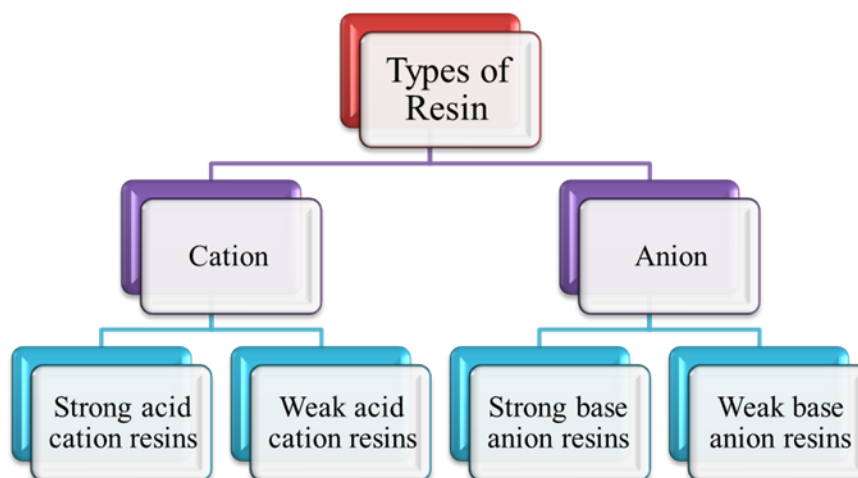 Types of
Resin
Cation
Anion
Strong acid
cation resins
Weak acid
cation resins
Strong base
anion resins
Weak base
anion resins